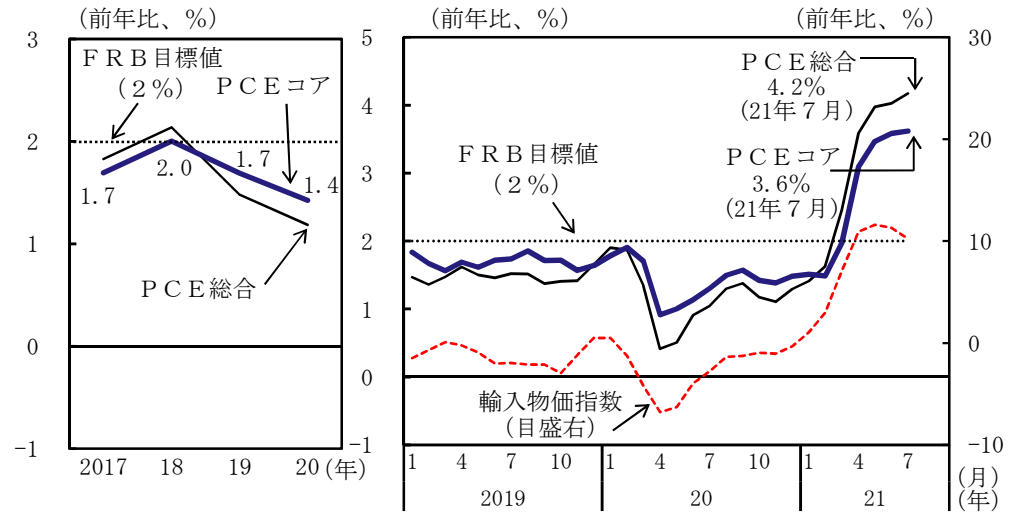 (前年比、%)
3
2
1
0
-1
FRB目標値
(2%)
PCEコア
1.7
2.0
1.7
1.4
PCE総合
2017 18 19 20(年)
(前年比、%)
5
4
3
2
1
0
-1
(前年比、%)
30
20
10
0
-10
PCE総合
4.2%
(21年7月)
FRB目標値
(2%)
PCEコア
3.6%
(21年7月)
輸入物価指数
(目盛右)
1 4 7 10 1 4 7 10 1 4 7
(月)
2019 20 21
(年)